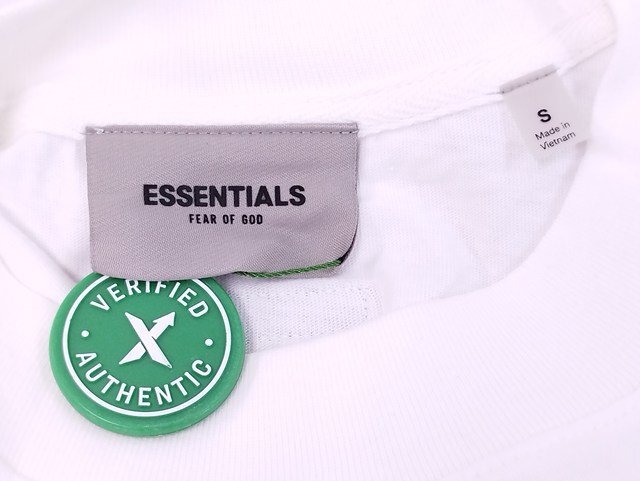 ESSENTIALS
FEAR OF GOD
S
Made in
Vietnam
VERIFIED
X
AUTHENTIC